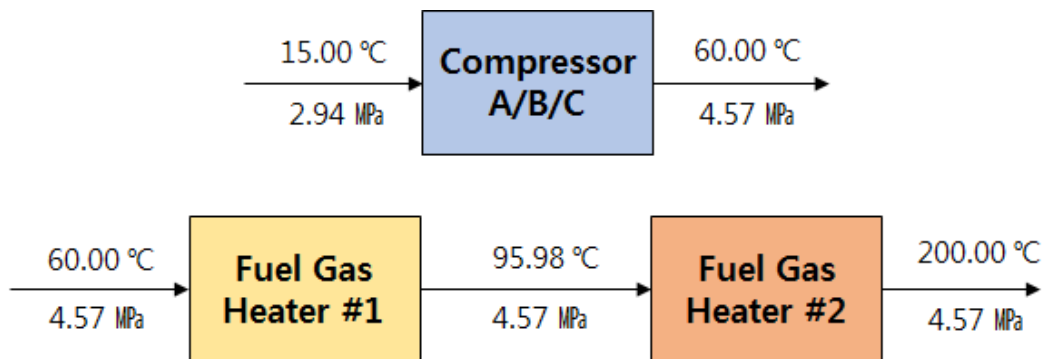 15.00 ℃
Compressor
A/B/C
60.00 ℃
2.94 ㎫
4.57 ㎫
60.00 ℃
Fuel Gas
Heater #1
95.98 ℃
Fuel Gas
Heater #2
200.00 ℃
4.57 ㎫
4.57 ㎫
4.57 ㎫